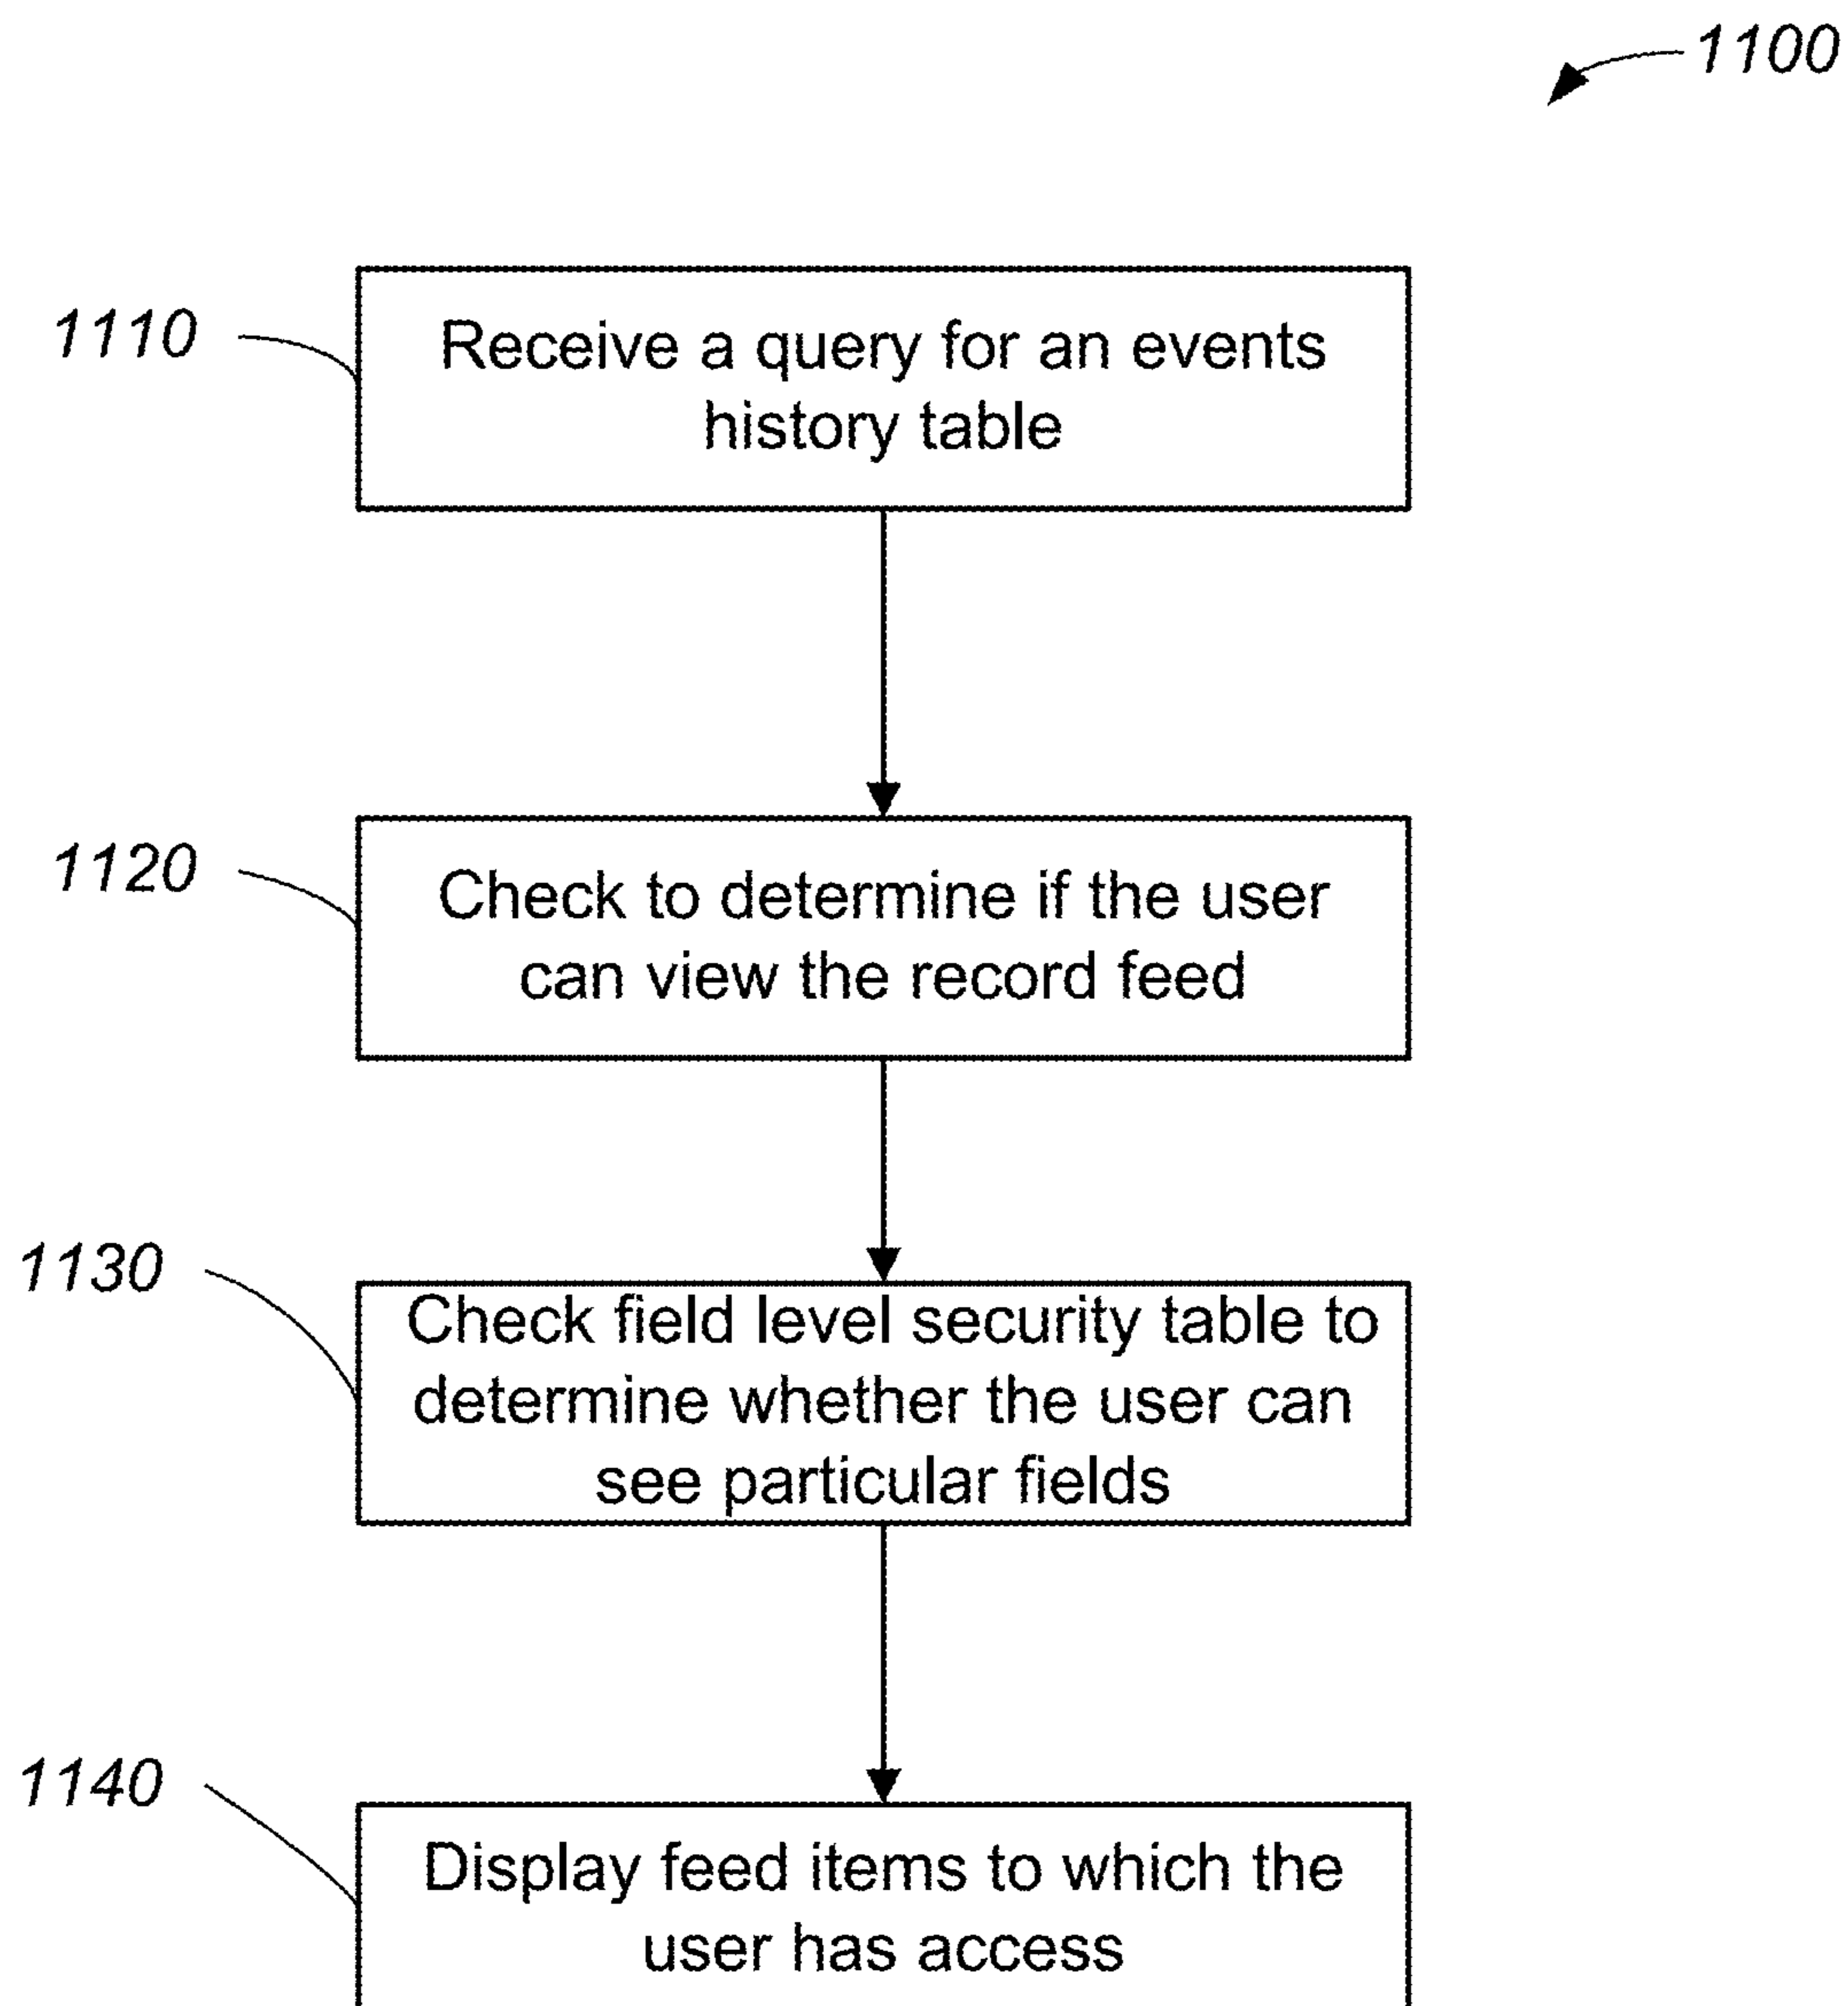 1100
1110
Receive a query for an events
history table
1120
Check to determine if the user
can view the record feed
1130
Check field level security table to
determine whether the user can
see particular fields
1140
Display feed items to which the
user has access